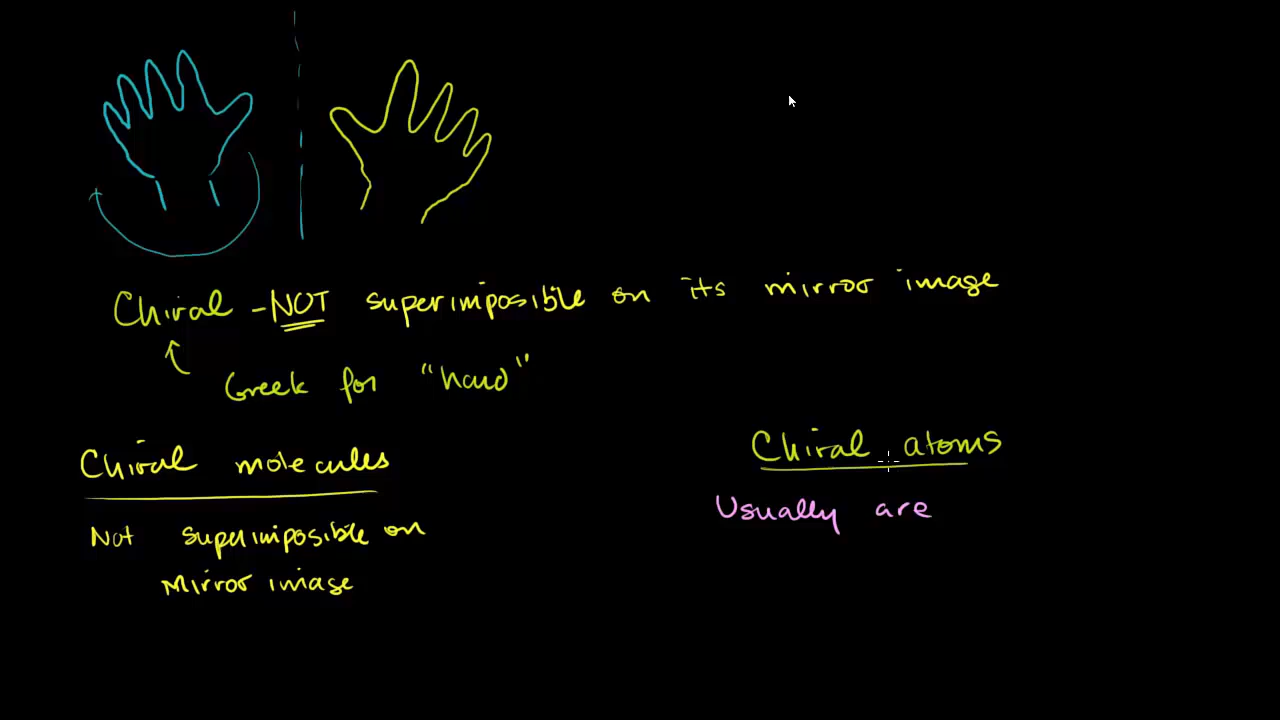 Chiral - NOT superimposible on its mirror image
Greek for "hand"
Chiral molecules
Not superimposible on
Mirror image
Chiral atoms
Usually are